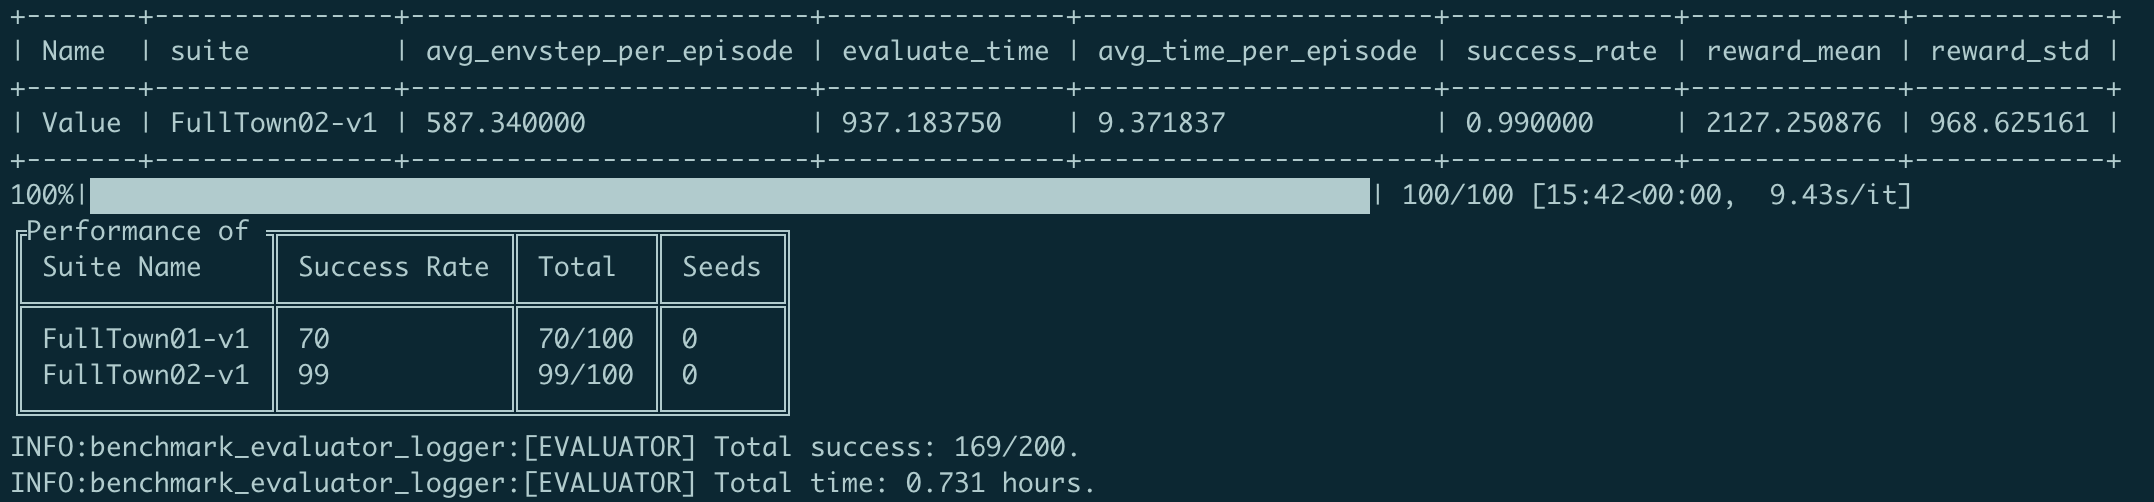 +-------+---------------+-------------------------+---------------+----------------------+--------------+-------------+------------+
| Name | suite | avg_envstep_per_episode | evaluate_time | avg_time_per_episode | success_rate | reward_mean | reward_std |
+-------+---------------+-------------------------+---------------+----------------------+--------------+-------------+------------+
| Value | FullTown02-v1 | 587.340000 | 937.183750 | 9.371837 | 0.990000 | 2127.250876 | 968.625161 |
+-------+---------------+-------------------------+---------------+----------------------+--------------+-------------+------------+
100%| | 100/100 [15:42<00:00, 9.43s/it]
Performance of
Suite Name Success Rate Total Seeds
FullTown01-v1 70 70/100 0
FullTown02-v1 99 99/100 0
INFO:benchmark_evaluator_logger:[EVALUATOR] Total success: 169/200.
INFO:benchmark_evaluator_logger:[EVALUATOR] Total time: 0.731 hours.